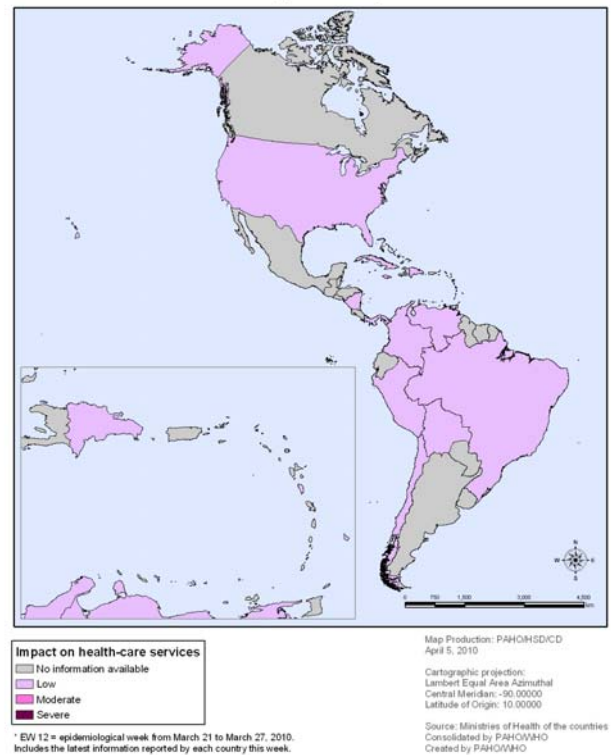 N
W
E
S
0
750
1,500
3,000
4,500
km
Impact on health-care services
No information available
Low
Moderate
Severe
* EW 12 = epidemiological week from March 21 to March 27, 2010.
Includes the latest information reported by each country this week.
Map Production: PAHO/HSD/CD
April 5, 2010
Cartographic projection:
Lambert Equal Area Azimuthal
Central Meridian: -90.00000
Latitude of Origin: 10.00000
Source: Ministries of Health of the countries
Consolidated by PAHO/WHO
Created by PAHO/WHO